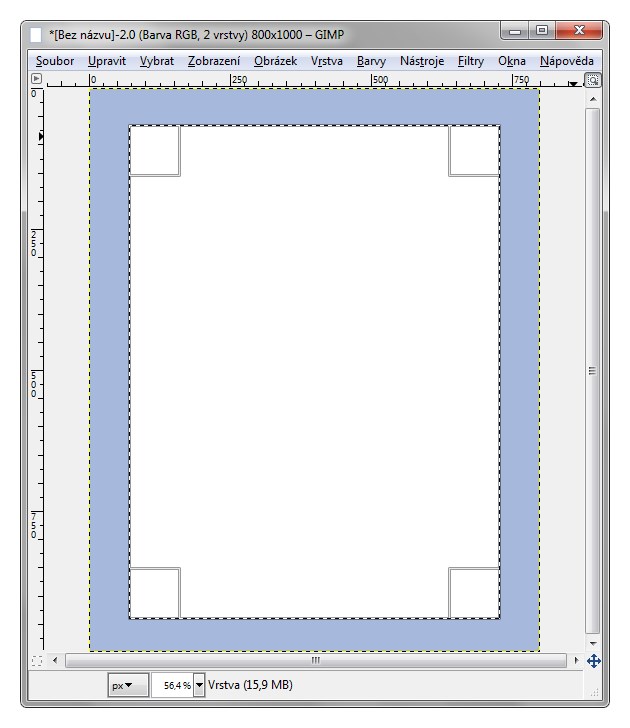 *[Bez názvu]-2.0 (Barva RGB, 2 vrstvy) 800x1000 – GIMP
Soubor Upravit Vybrat Zobrazení Obrázek Vrstva Barvy Nástroje Filtry Okna Nápověda
0 250 500 750
0
250
500
750
px 56,4 % Vrstva (15,9 MB)